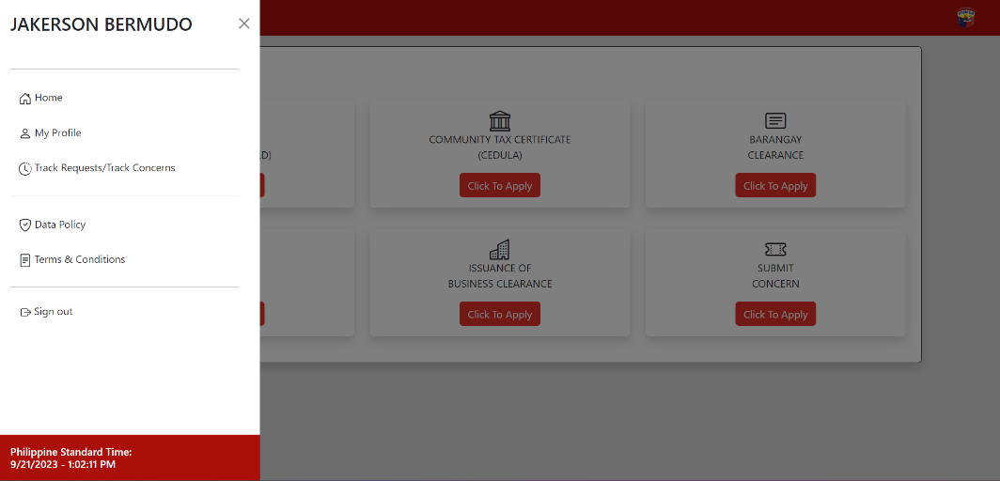 JAKERSON BERMUDO
Home
My Profile
Track Requests/Track Concerns
Data Policy
Terms & Conditions
Sign out
Philippine Standard Time:
9/21/2023 - 1:02:11 PM
COMMUNITY TAX CERTIFICATE
(CEDULA)
Click To Apply
BARANGAY
CLEARANCE
Click To Apply
ISSUANCE OF
BUSINESS CLEARANCE
Click To Apply
SUBMIT
CONCERN
Click To Apply